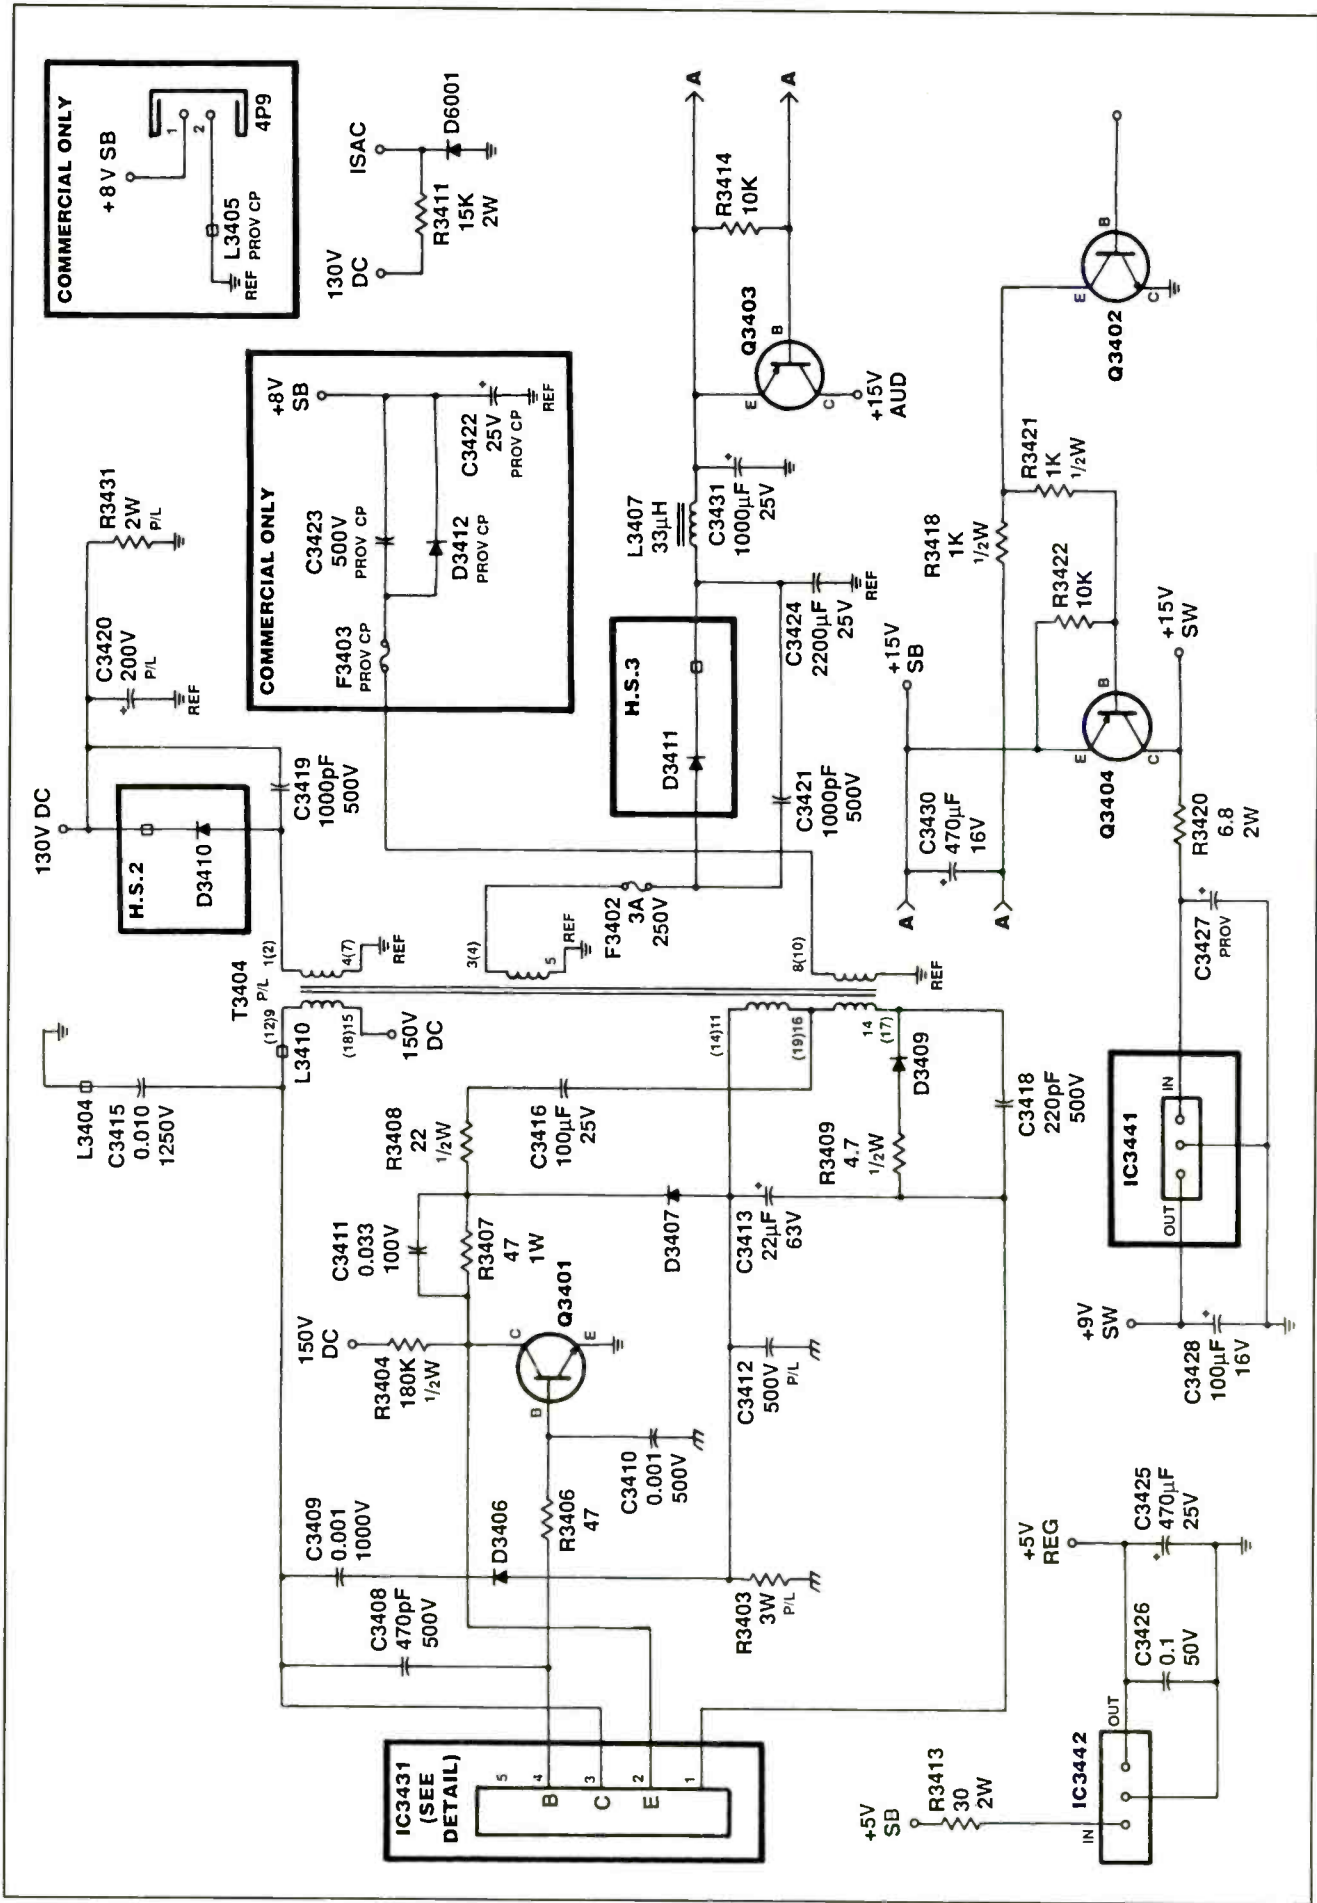 COMMERCIAL ONLY
+8 V SB
1
2
4P9
L3405
PROV CP
REF
130V
DC
R3411
15K
2W
ISAC
D6001
130V DC
H.S.2
D3410
C3419
1000pF
500V
C3420
200V
P/L
REF
R3431
2W
P/L
COMMERCIAL ONLY
F3403
PROV CP
C3423
500V
PROV CP
D3412
PROV CP
+8V
SB
C3422
25V
PROV CP
REF
L3404
C3415
0.010
1250V
T3404
P/L
(12)9
L3410
(18)15
150V
DC
1(2)
4(7)
REF
3(4)
5
REF
F3402
3A
250V
8(10)
REF
(14)11
(19)16
14
(17)
H.S.3
D3411
C3421
1000pF
500V
C3424
2200µF
25V
REF
L3407
33µH
C3431
1000µF
25V
Q3403
E
B
C
+15V
AUD
R3414
10K
A
A
IC3431
(SEE
DETAIL)
5
4
3
2
1
B
C
E
C3408
470pF
500V
C3409
0.001
1000V
D3406
R3406
47
C3410
0.001
500V
R3403
3W
P/L
150V
DC
R3404
180K
1/2W
Q3401
B
C
E
C3411
0.033
100V
R3407
47
1W
R3408
22
1/2W
C3416
100µF
25V
D3407
C3412
500V
P/L
C3413
22µF
63V
R3409
4.7
1/2W
D3409
C3418
220pF
500V
A
A
C3430
470µF
16V
+15V
SB
R3418
1K
1/2W
R3421
1K
1/2W
R3422
10K
Q3404
E
B
C
+15V
SW
Q3402
E
B
C
R3420
6.8
2W
C3427
PROV
IC3441
IN
OUT
+9V
SW
C3428
100µF
16V
+5V
SB
R3413
30
2W
IC3442
IN
OUT
C3426
0.1
50V
+5V
REG
C3425
470µF
25V